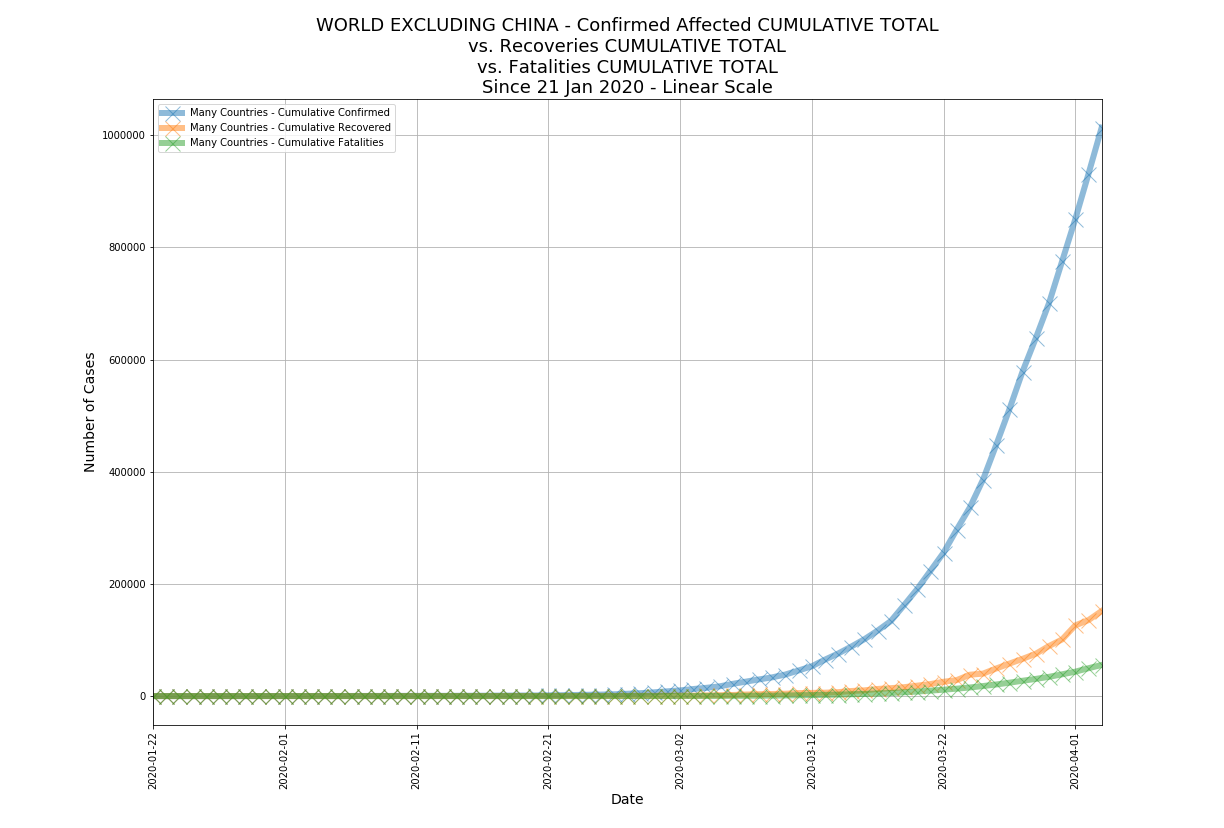 WORLD EXCLUDING CHINA - Confirmed Affected CUMULATIVE TOTAL
vs. Recoveries CUMULATIVE TOTAL
vs. Fatalities CUMULATIVE TOTAL
Since 21 Jan 2020 - Linear Scale
Many Countries - Cumulative Confirmed
Many Countries - Cumulative Recovered
Many Countries - Cumulative Fatalities
Number of Cases
1000000
800000
600000
400000
200000
0
2020-01-22
2020-02-01
2020-02-11
2020-02-21
2020-03-02
2020-03-12
2020-03-22
2020-04-01
Date